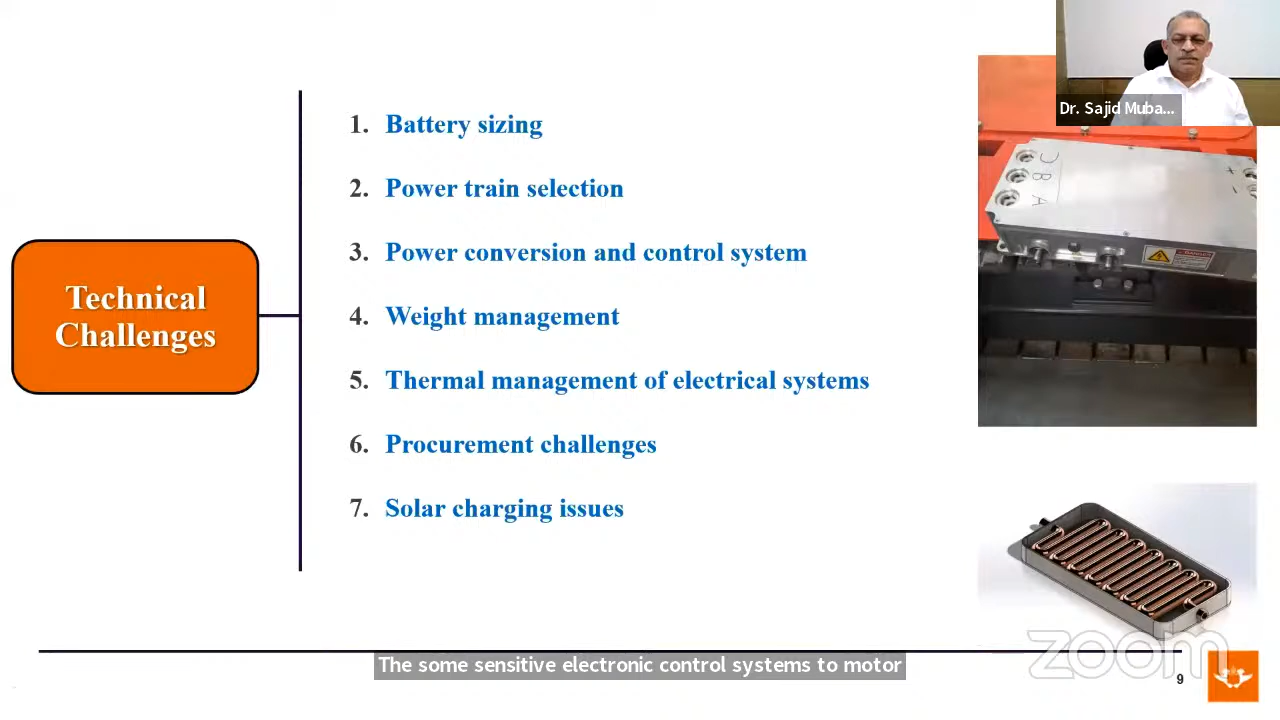 Dr. Sajid Muba...
1. Battery sizing
2. Power train selection
3. Power conversion and control system
4. Weight management
5. Thermal management of electrical systems
6. Procurement challenges
7. Solar charging issues
Technical
Challenges
C
B
A
+
-
zoom
The some sensitive electronic control systems to motor
9